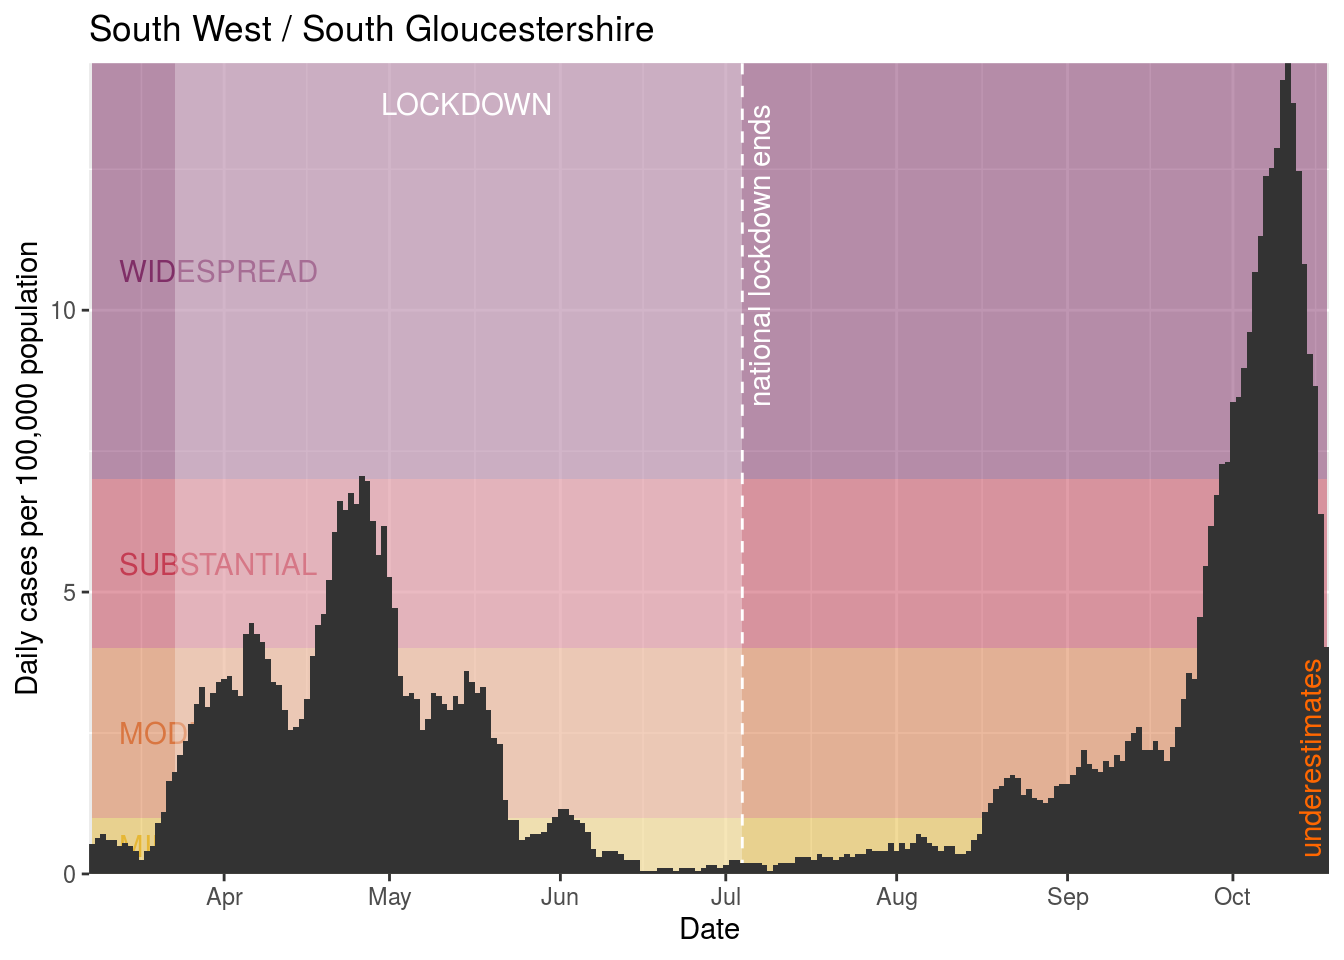 South West / South Gloucestershire
LOCKDOWN
national lockdown ends
WIDESPREAD
SUBSTANTIAL
MOD
MI
underestimates
Daily cases per 100,000 population
10
5
0
Apr May Jun Jul Aug Sep Oct
Date